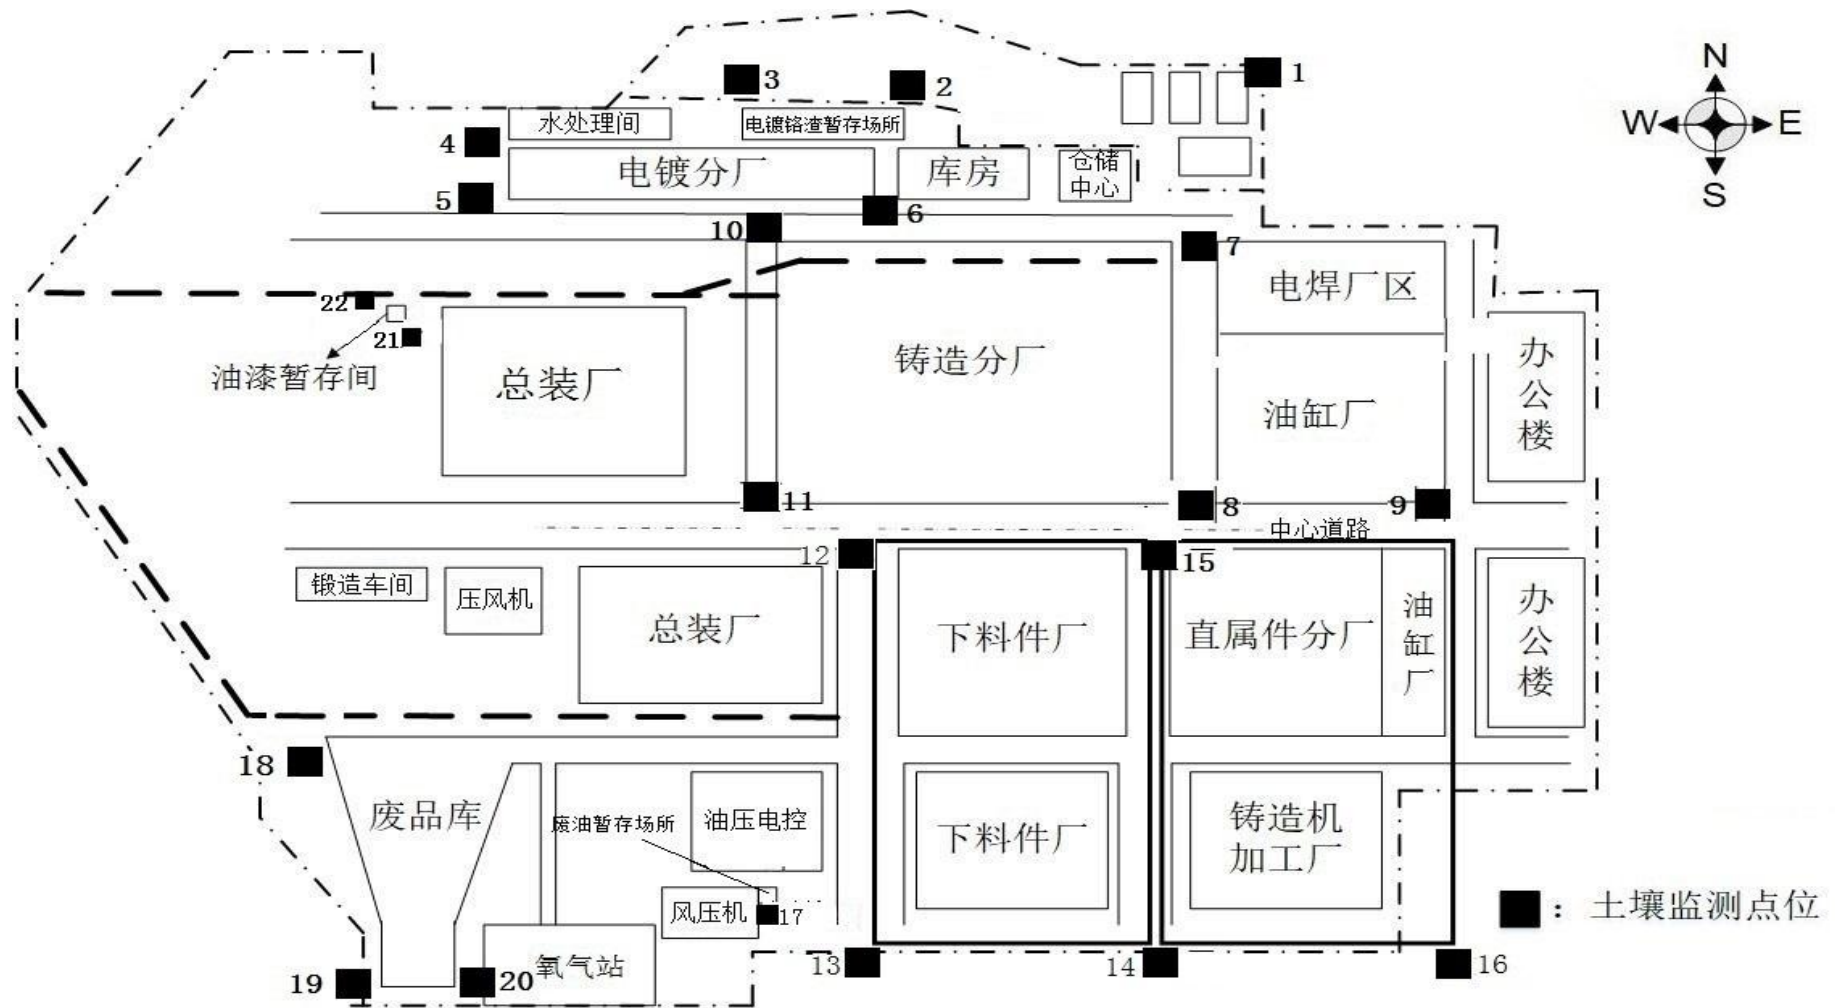 N
W E
S
1
2
3
水处理间
电镀铬渣暂存场所
4
电镀分厂
库房
仓储
中心
5
6
10
7
电焊厂区
22
21
油漆暂存间
总装厂
铸造分厂
油缸厂
办
公
楼
11
8
9
中心道路
12
15
锻造车间
压风机
总装厂
下料件厂
直属件分厂
油
缸
厂
办
公
楼
18
废品库
废油暂存场所
油压电控
下料件厂
铸造机
加工厂
风压机
17
:土壤监测点位
氧气站
13
14
16
19
20